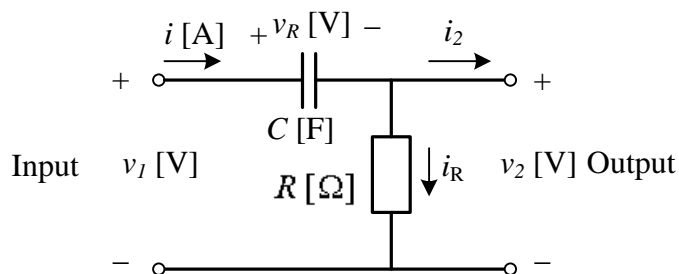 i [A] + v_R [V] − i_2
+ +
C [F]
Input v_1 [V] R [Ω] i_R v_2 [V] Output
− −